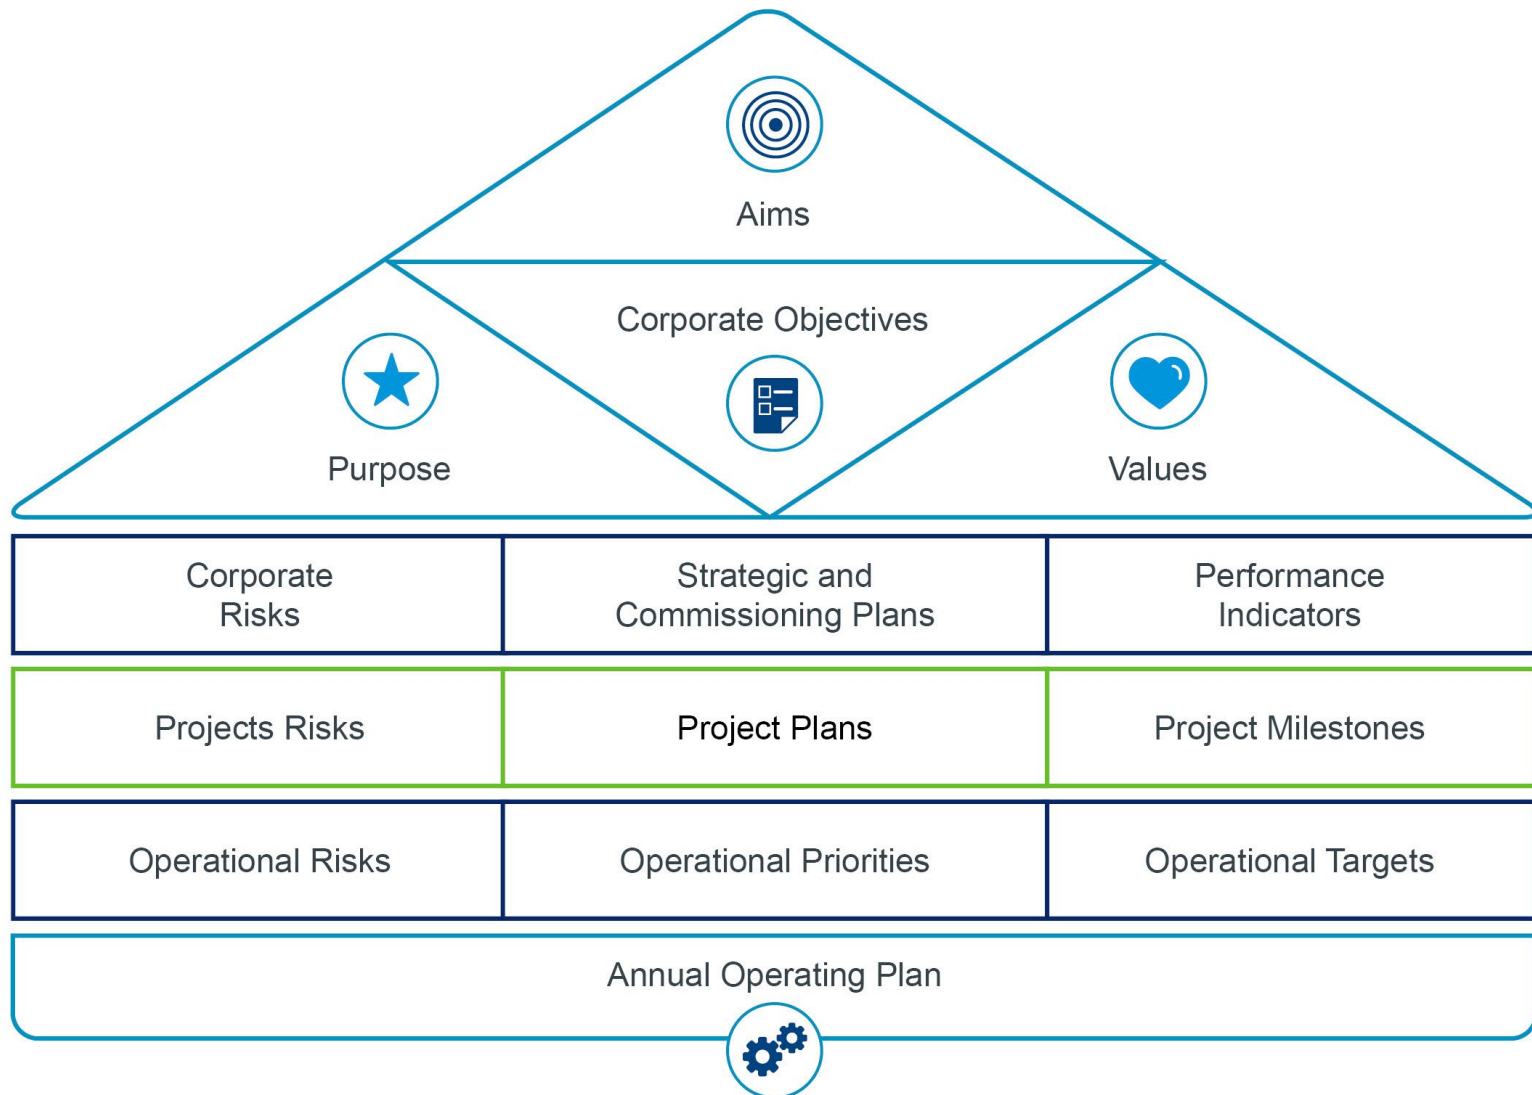 Aims
Corporate Objectives
Purpose
Values
Corporate
Risks
Strategic and
Commissioning Plans
Performance
Indicators
Projects Risks
Project Plans
Project Milestones
Operational Risks
Operational Priorities
Operational Targets
Annual Operating Plan